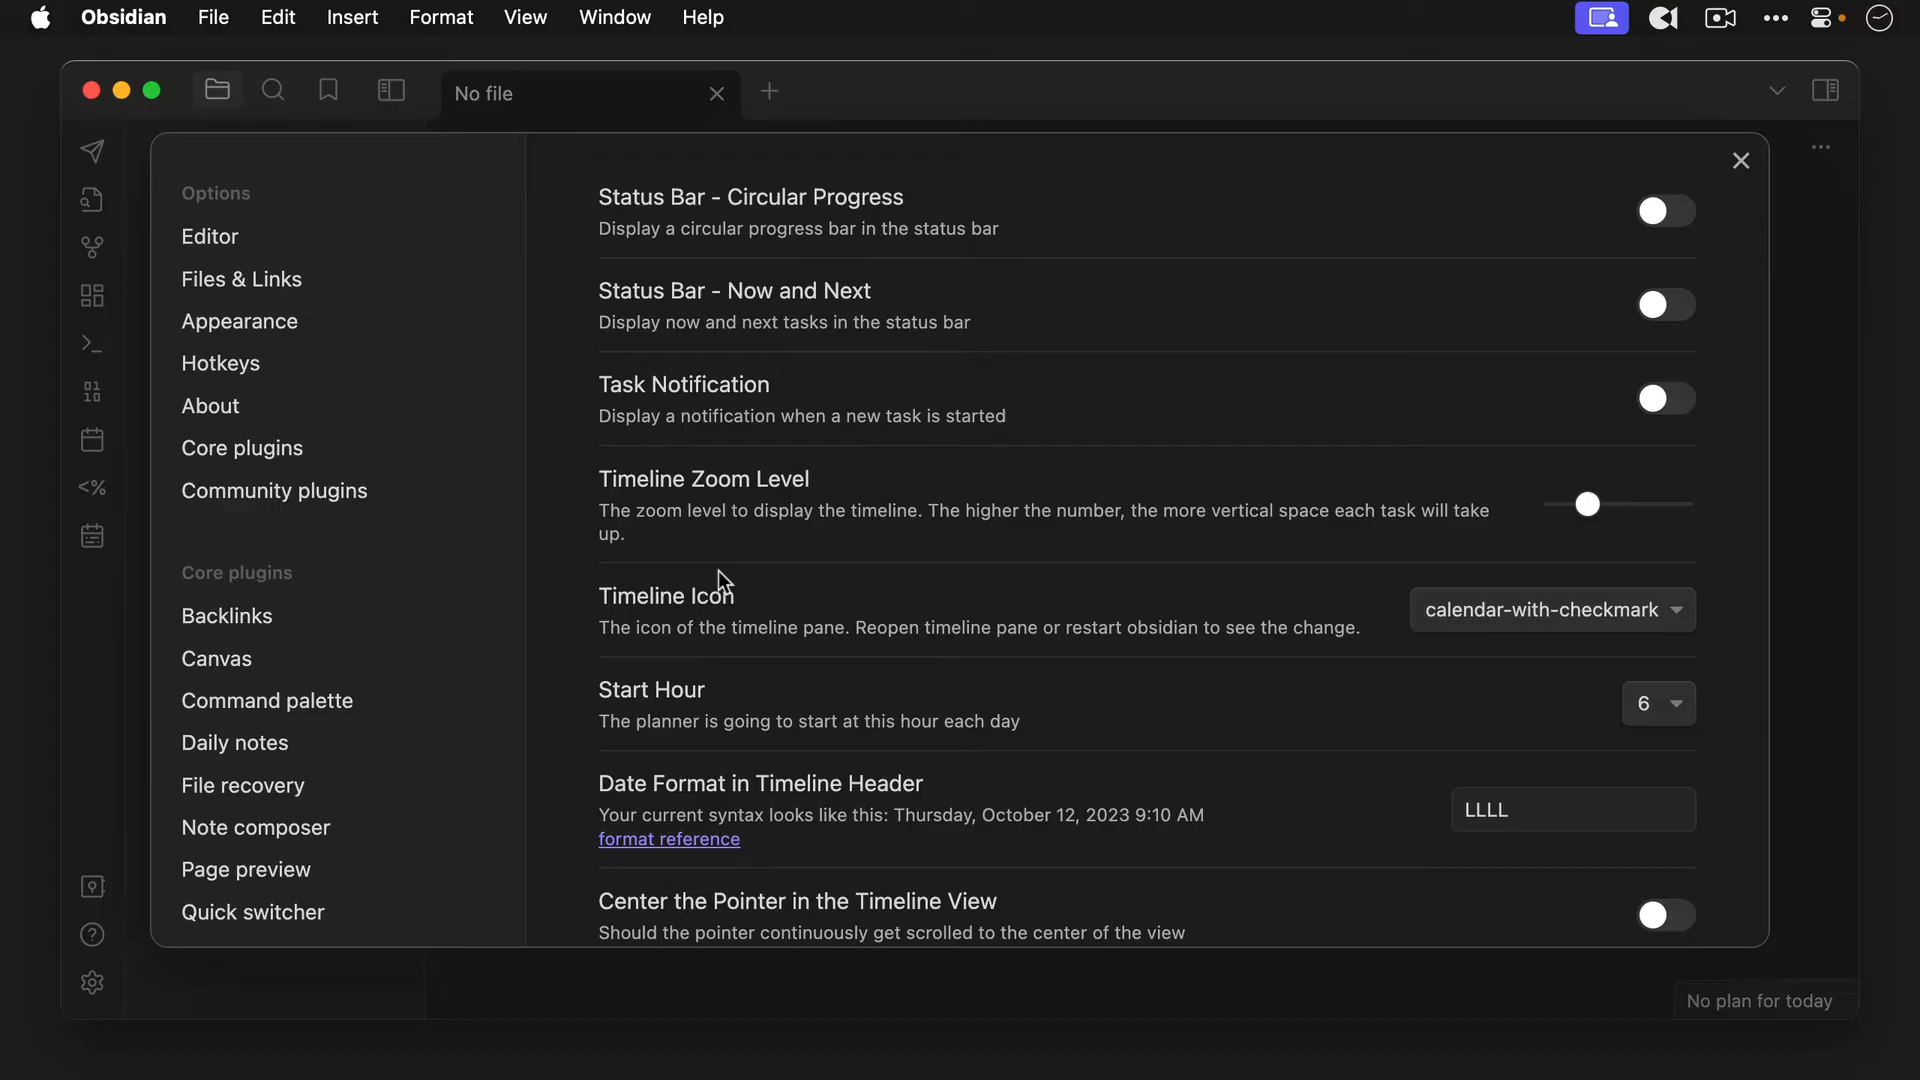 Obsidian File Edit Insert Format View Window Help
No file
Options
Editor
Files & Links
Appearance
Hotkeys
About
Core plugins
Community plugins
Core plugins
Backlinks
Canvas
Command palette
Daily notes
File recovery
Note composer
Page preview
Quick switcher
Status Bar - Circular Progress
Display a circular progress bar in the status bar
Status Bar - Now and Next
Display now and next tasks in the status bar
Task Notification
Display a notification when a new task is started
Timeline Zoom Level
The zoom level to display the timeline. The higher the number, the more vertical space each task will take
up.
Timeline Icon
The icon of the timeline pane. Reopen timeline pane or restart obsidian to see the change.
calendar-with-checkmark
Start Hour
The planner is going to start at this hour each day
6
Date Format in Timeline Header
Your current syntax looks like this: Thursday, October 12, 2023 9:10 AM
format reference
LLLL
Center the Pointer in the Timeline View
Should the pointer continuously get scrolled to the center of the view
No plan for today